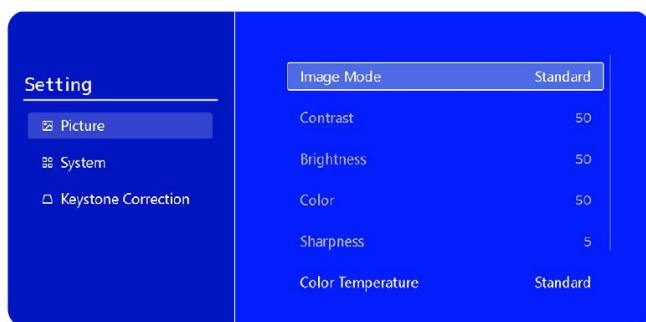 Setting
Picture
System
Keystone Correction
Image Mode Standard
Contrast 50
Brightness 50
Color 50
Sharpness 5
Color Temperature Standard